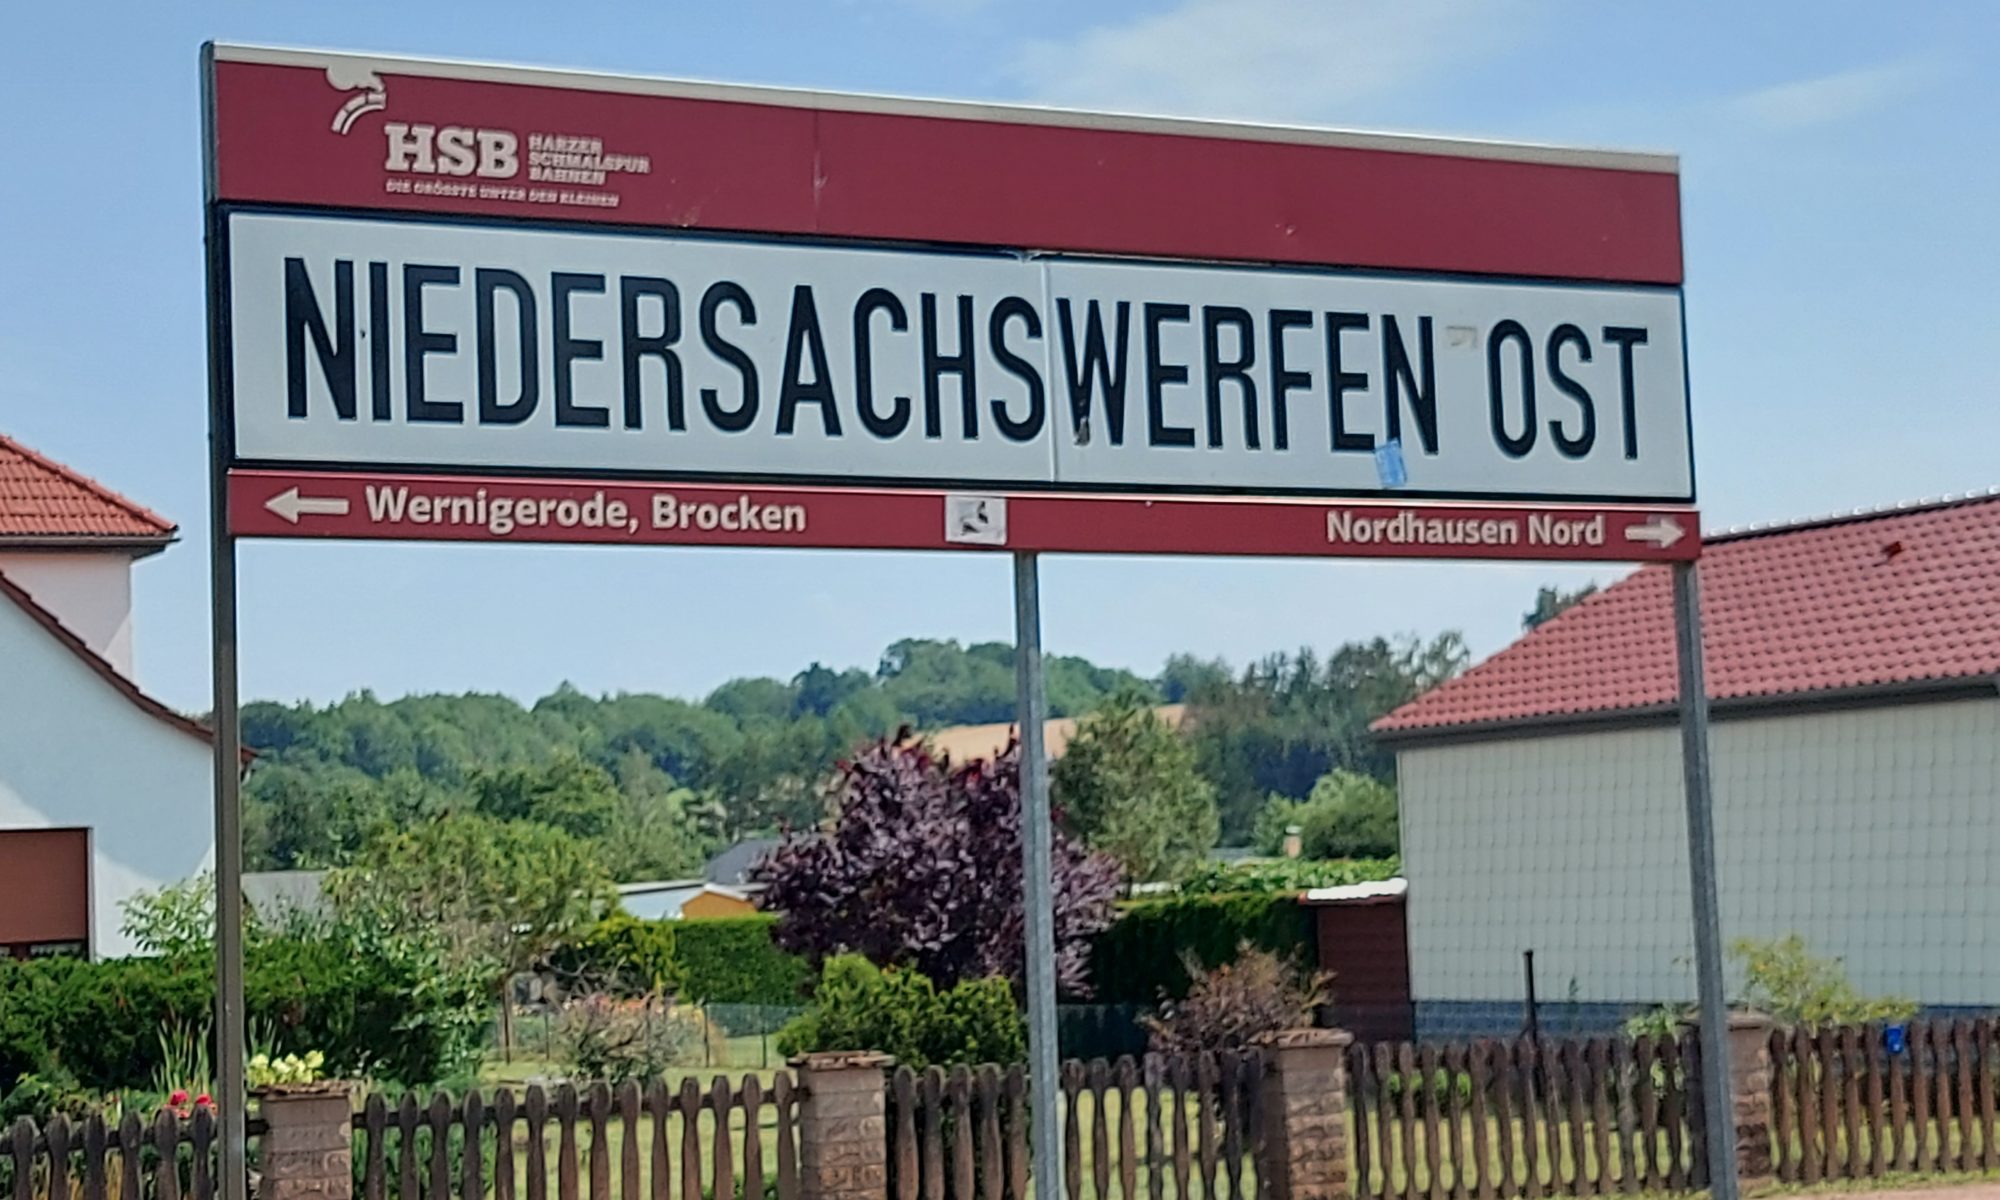 HSB HARZER
SCHMALSPUR
BAHNEN
DIE GRÖSSTE UNTER DEN KLEINEN
NIEDERSACHSWERFEN OST
← Wernigerode, Brocken
Nordhausen Nord →